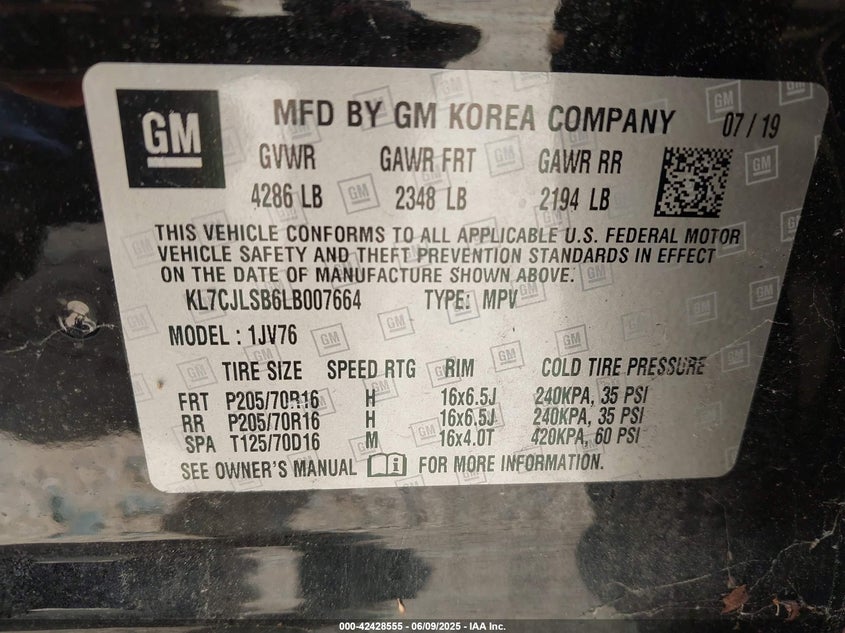 GM
MFD BY GM KOREA COMPANY 07/19
GVWR GAWR FRT GAWR RR
4286 LB 2348 LB 2194 LB
THIS VEHICLE CONFORMS TO ALL APPLICABLE U.S. FEDERAL MOTOR
VEHICLE SAFETY AND THEFT PREVENTION STANDARDS IN EFFECT
ON THE DATE OF MANUFACTURE SHOWN ABOVE.
KL7CJLSB6LB007664 TYPE: MPV
MODEL : 1JV76
TIRE SIZE SPEED RTG RIM COLD TIRE PRESSURE
FRT P205/70R16 H 16x6.5J 240KPA, 35 PSI
RR P205/70R16 H 16x6.5J 240KPA, 35 PSI
SPA T125/70D16 M 16x4.0T 420KPA, 60 PSI
SEE OWNER'S MANUAL FOR MORE INFORMATION.
000-42428555 - 06/09/2025 - IAA Inc.